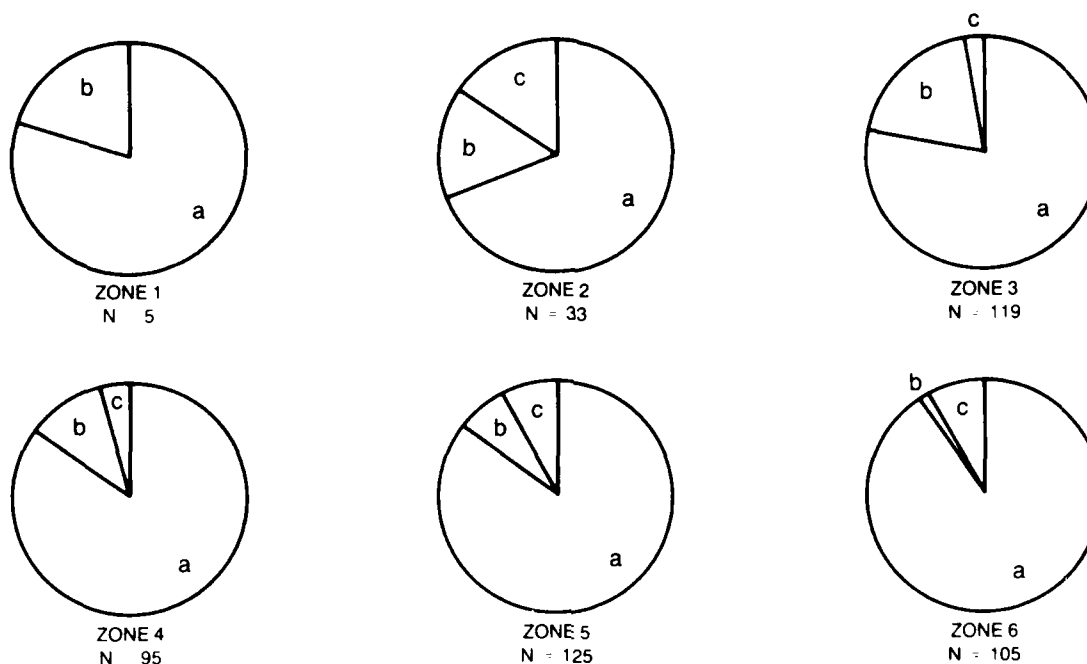 b
a
ZONE 1
N 5
c
b
a
ZONE 2
N = 33
c
b
a
ZONE 3
N = 119
c
b
a
ZONE 4
N 95
c
b
a
ZONE 5
N = 125
b
c
a
ZONE 6
N = 105